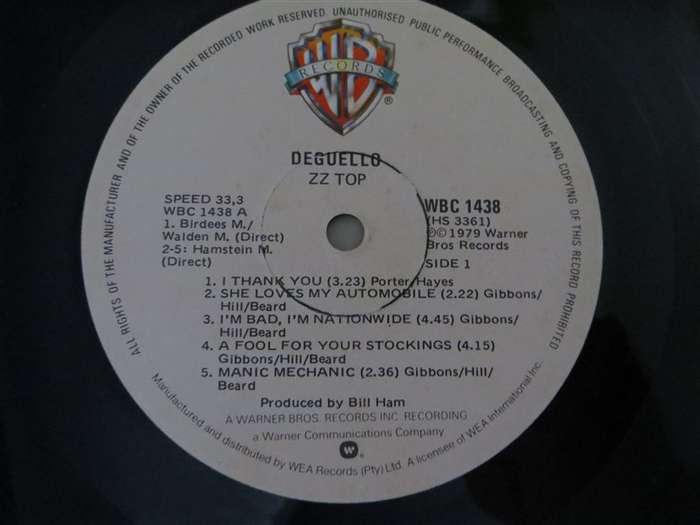 ALL RIGHTS OF THE MANUFACTURER AND OF THE OWNER OF THE RECORDED WORK RESERVED. UNAUTHORISED PUBLIC PERFORMANCE BROADCASTING AND COPYING OF THIS RECORD PROHIBITED
WB
RECORDS
®
DEGUELLO
ZZ TOP
SPEED 33,3
WBC 1438 A
1. Birdees M./
Walden M. (Direct)
2-5: Hamstein M.
(Direct)
WBC 1438
(HS 3361)
℗©1979 Warner
Bros Records
SIDE 1
1. I THANK YOU (3.23) Porter/Hayes
2. SHE LOVES MY AUTOMOBILE (2.22) Gibbons/
Hill/Beard
3. I'M BAD, I'M NATIONWIDE (4.45) Gibbons/
Hill/Beard
4. A FOOL FOR YOUR STOCKINGS (4.15)
Gibbons/Hill/Beard
5. MANIC MECHANIC (2.36) Gibbons/Hill/
Beard
Produced by Bill Ham
A WARNER BROS. RECORDS INC. RECORDING
a Warner Communications Company
Manufactured and distributed by WEA Records (Pty) Ltd. A licensee of WEA International Inc.